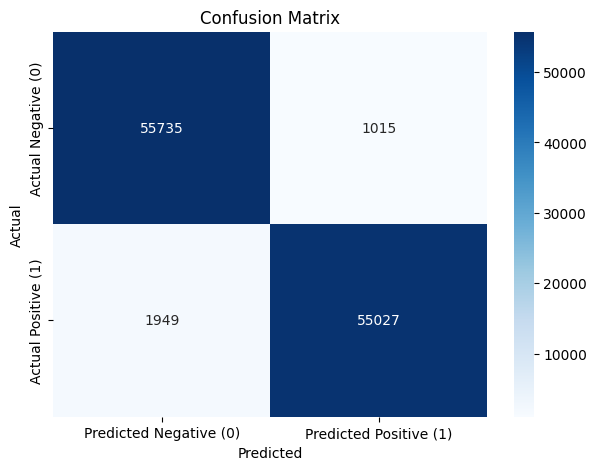 Confusion Matrix
Actual Negative (0)
55735
1015
Actual
Actual Positive (1)
1949
55027
Predicted Negative (0)
Predicted Positive (1)
Predicted
50000
40000
30000
20000
10000